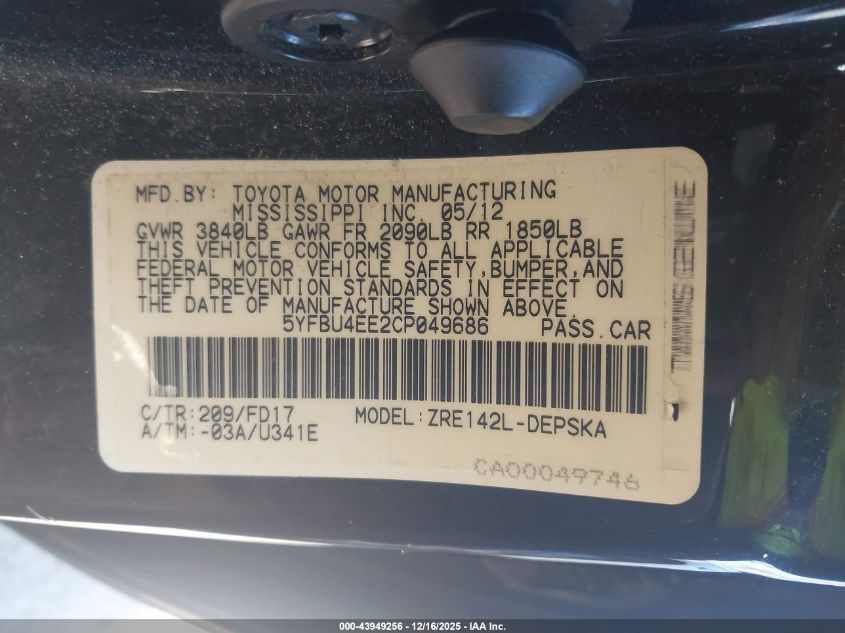 MFD.BY: TOYOTA MOTOR MANUFACTURING
MISSISSIPPI INC. 05/12
GVWR 3840LB GAWR FR 2090LB RR 1850LB
THIS VEHICLE CONFORMS TO ALL APPLICABLE
FEDERAL MOTOR VEHICLE SAFETY,BUMPER,AND
THEFT PREVENTION STANDARDS IN EFFECT ON
THE DATE OF MANUFACTURE SHOWN ABOVE.
5YFBU4EE2CP049686 PASS.CAR
C/TR:209/FD17 MODEL:ZRE142L-DEPSKA
A/TM:-03A/U341E
CA00049746
GENUINE
000-43949256 - 12/16/2025 - IAA Inc.